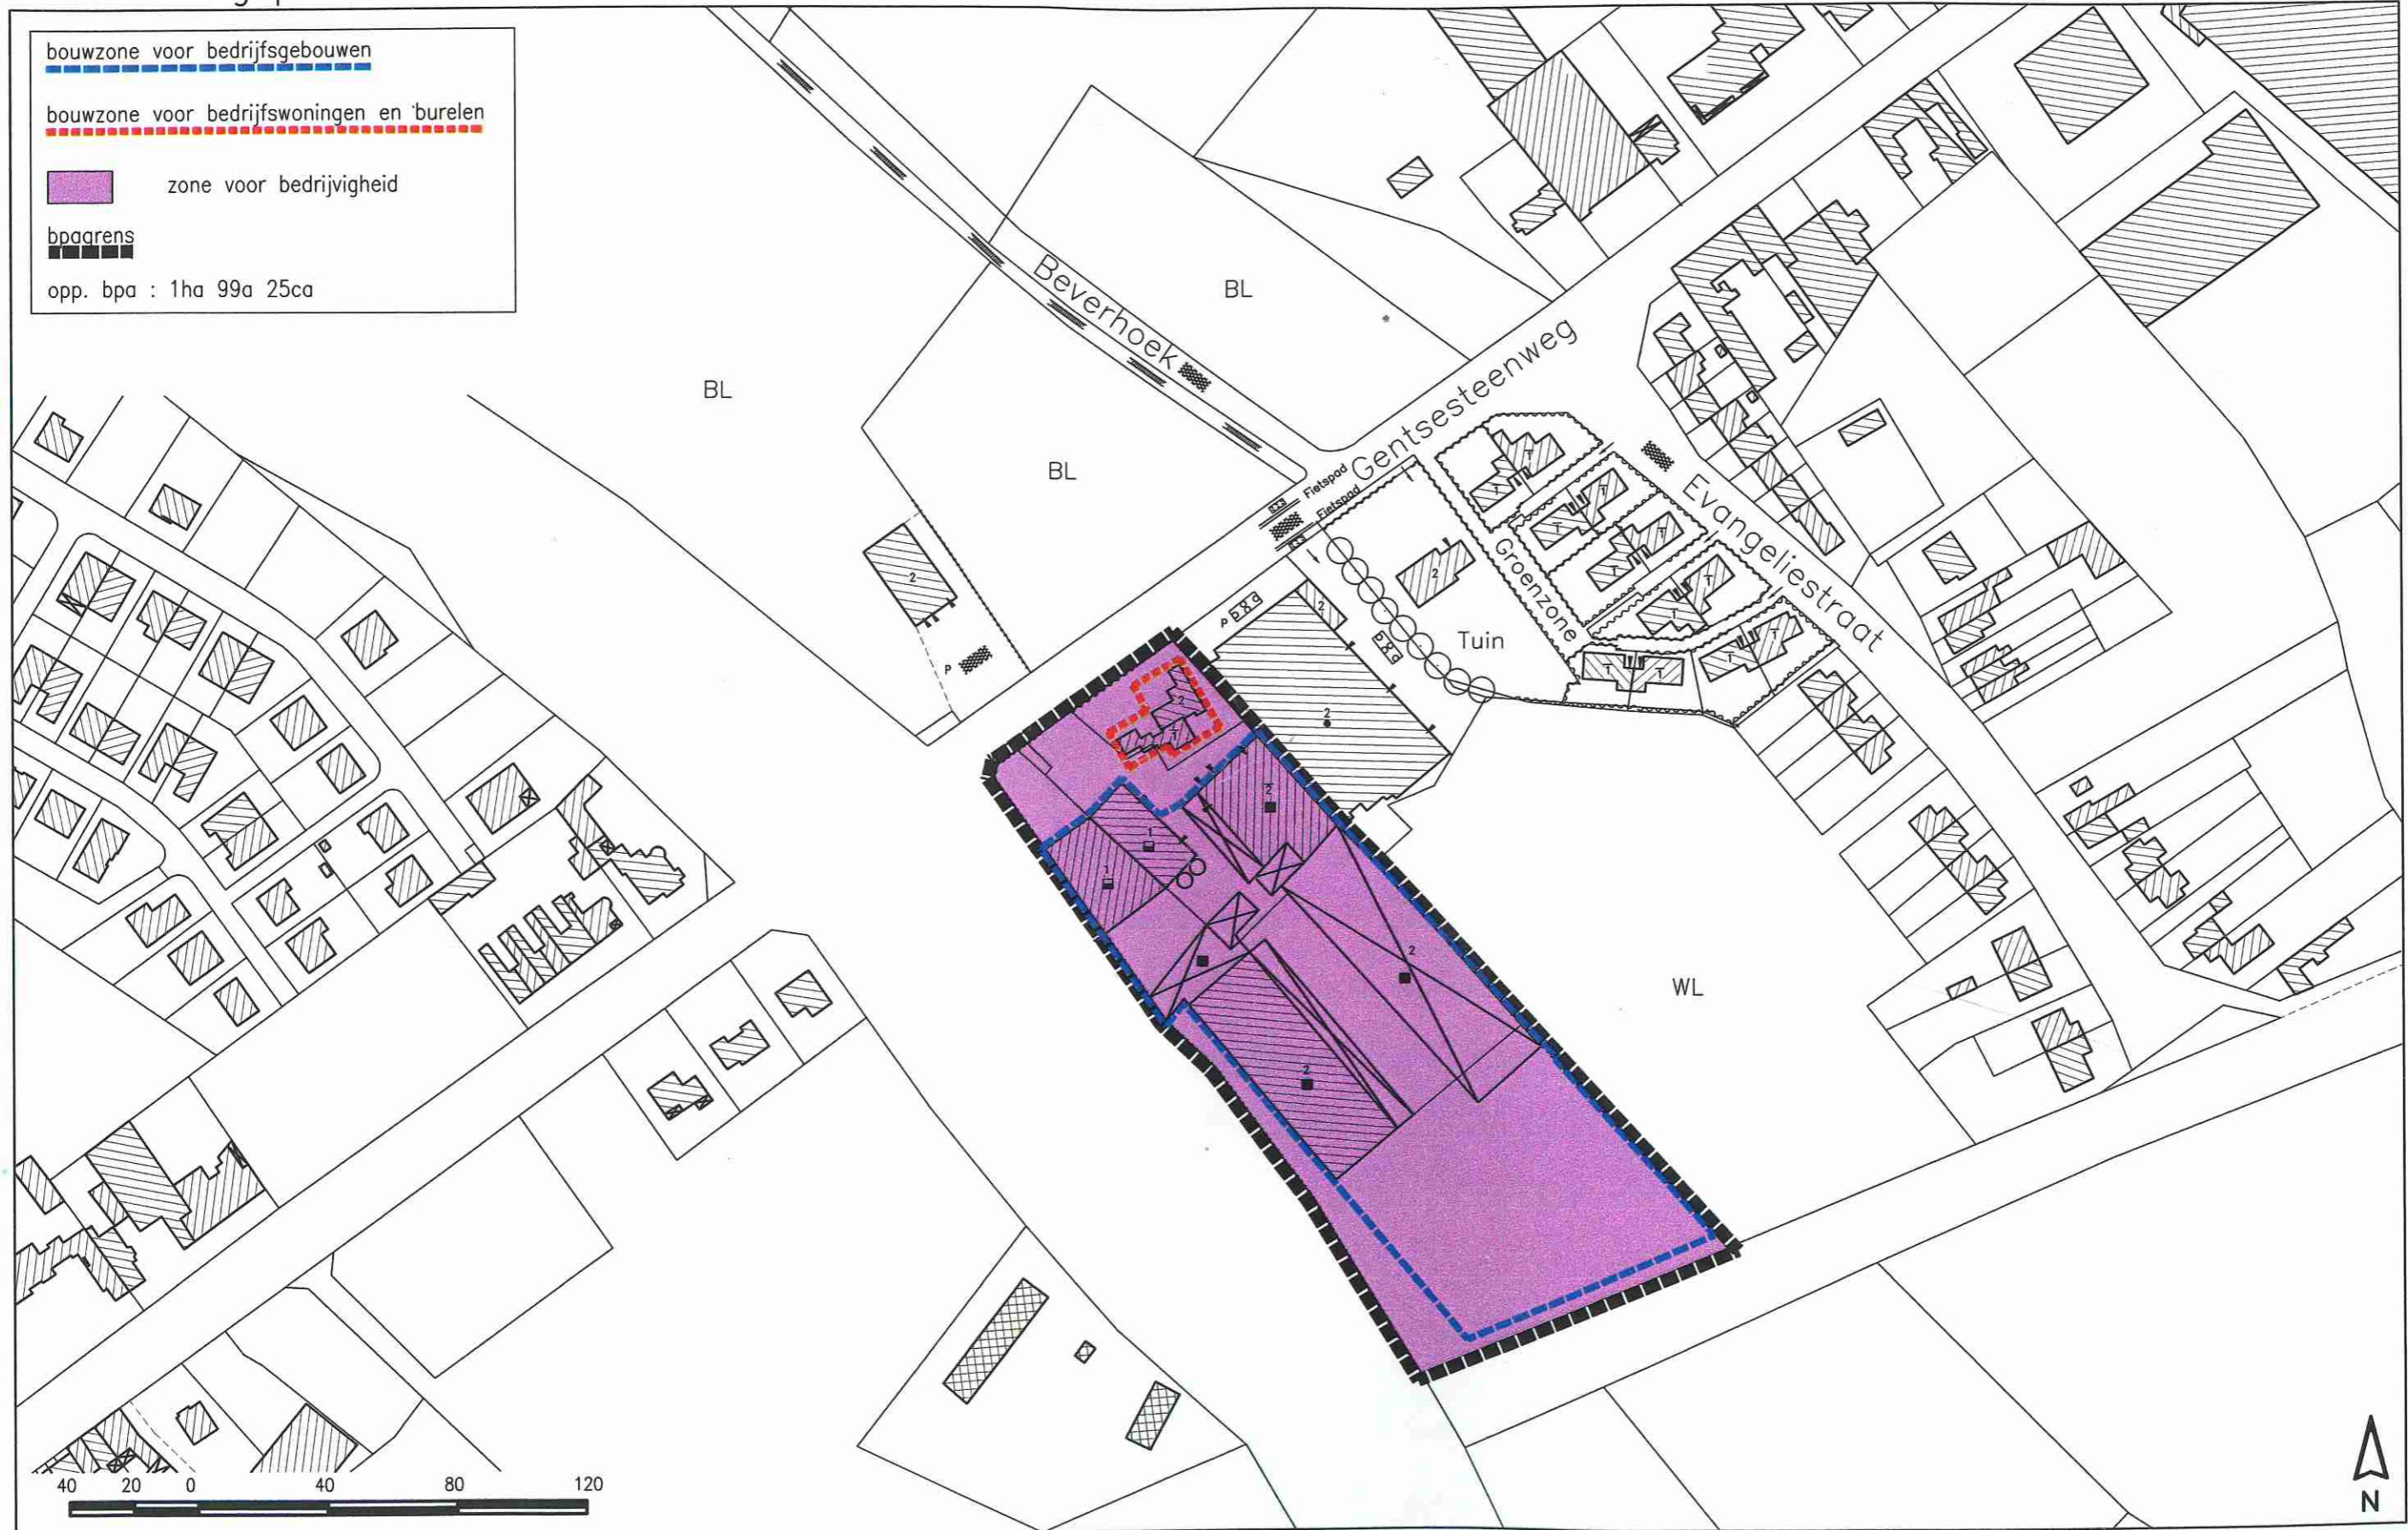 bouwzone voor bedrijfsgebouwen
bouwzone voor bedrijfswoningen en burelen
zone voor bedrijvigheid
bpagrens
opp. bpa : 1ha 99a 25ca
Beverhoek
BL
BL
BL
Gentsesteenweg
Fietspad
Fietspad
Evangeliestraat
Groenzone
Tuin
WL
T
T
T
T
T
T
T
T
T
T
T
T
2
2
2
2
P
P
2
T
2
1
1
2
2
40 20 0 40 80 120
N